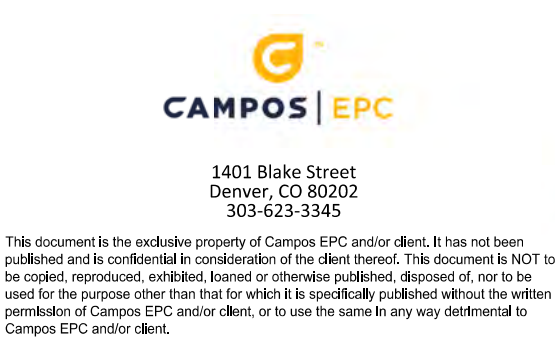 CAMPOS | EPC
1401 Blake Street
Denver, CO 80202
303-623-3345
This document is the exclusive property of Campos EPC and/or client. It has not been
published and is confidential in consideration of the client thereof. This document is NOT to
be copied, reproduced, exhibited, loaned or otherwise published, disposed of, nor to be
used for the purpose other than that for which it is specifically published without the written
permission of Campos EPC and/or client, or to use the same in any way detrimental to
Campos EPC and/or client.